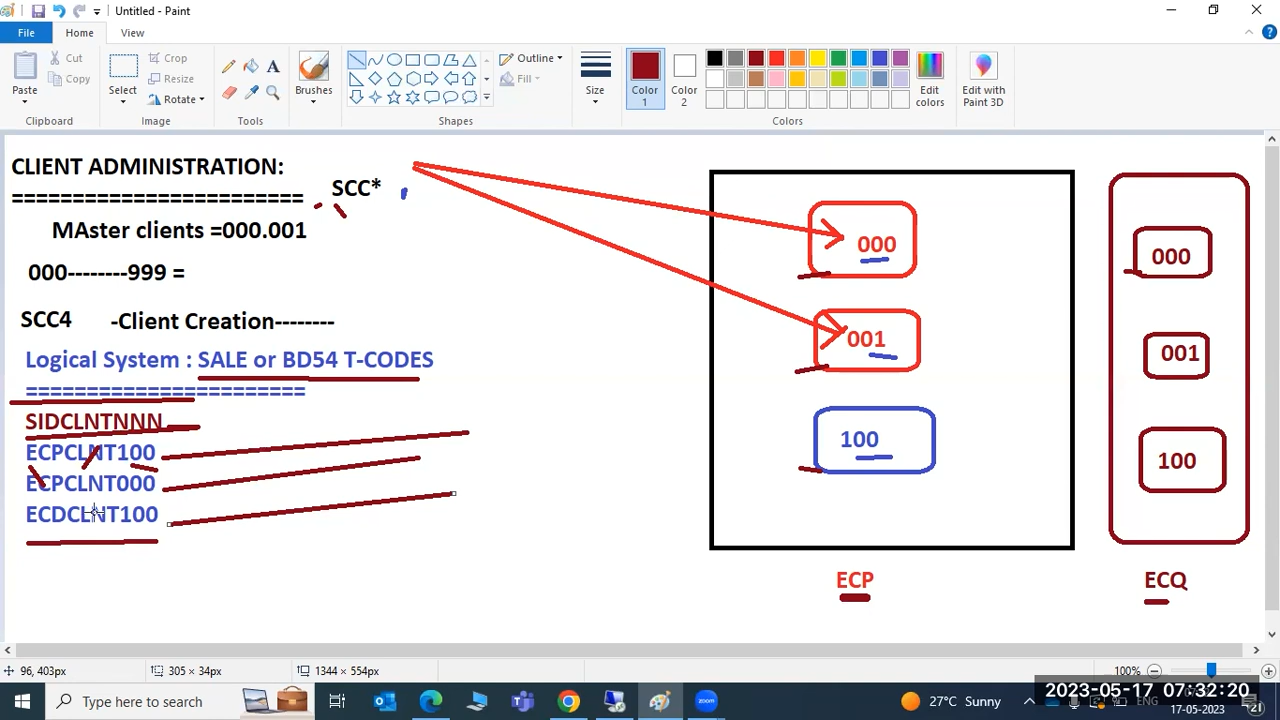 Untitled - Paint
File
Home
View
Paste
Cut
Copy
Clipboard
Select
Crop
Resize
Rotate
Image
Tools
Brushes
Shapes
Outline
Fill
Size
Color 1
Color 2
Edit colors
Edit with Paint 3D
Colors
CLIENT ADMINISTRATION:
========================
SCC*
MAster clients =000.001
000--------999 =
SCC4 -Client Creation--------
Logical System : SALE or BD54 T-CODES
=======================
SIDCLNTNNN
ECPCLNT100
ECPCLNT000
ECDCLNT100
000
001
100
ECP
000
001
100
ECQ
96, 403px
305 × 34px
1344 × 554px
100%
Type here to search
zoom
27°C Sunny
ENG
2023-05-17 07:32:20
17-05-2023
21